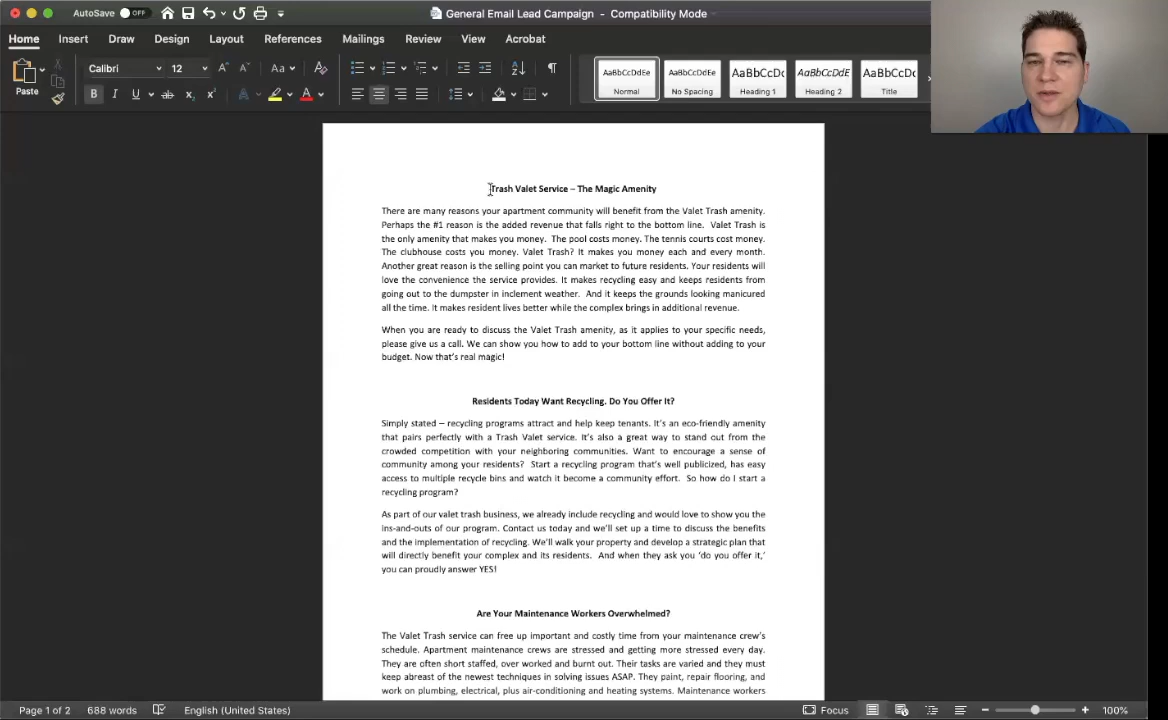 AutoSave OFF
General Email Lead Campaign - Compatibility Mode
Home Insert Draw Design Layout References Mailings Review View Acrobat
Paste
Calibri 12 Aa
AaBbCcDdEe AaBbCcDdEe AaBbCcDc AaBbCcDdE AaBbCcDc
Normal No Spacing Heading 1 Heading 2 Title
Trash Valet Service – The Magic Amenity
There are many reasons your apartment community will benefit from the Valet Trash amenity.
Perhaps the #1 reason is the added revenue that falls right to the bottom line. Valet Trash is
the only amenity that makes you money. The pool costs money. The tennis courts cost money.
The clubhouse costs you money. Valet Trash? It makes you money each and every month.
Another great reason is the selling point you can market to future residents. Your residents will
love the convenience the service provides. It makes recycling easy and keeps residents from
going out to the dumpster in inclement weather. And it keeps the grounds looking manicured
all the time. It makes resident lives better while the complex brings in additional revenue.
When you are ready to discuss the Valet Trash amenity, as it applies to your specific needs,
please give us a call. We can show you how to add to your bottom line without adding to your
budget. Now that's real magic!
Residents Today Want Recycling. Do You Offer It?
Simply stated – recycling programs attract and help keep tenants. It's an eco-friendly amenity
that pairs perfectly with a Trash Valet service. It's also a great way to stand out from the
crowded competition with your neighboring communities. Want to encourage a sense of
community among your residents? Start a recycling program that's well publicized, has easy
access to multiple recycle bins and watch it become a community effort. So how do I start a
recycling program?
As part of our valet trash business, we already include recycling and would love to show you the
ins-and-outs of our program. Contact us today and we'll set up a time to discuss the benefits
and the implementation of recycling. We'll walk your property and develop a strategic plan that
will directly benefit your complex and its residents. And when they ask you 'do you offer it,'
you can proudly answer YES!
Are Your Maintenance Workers Overwhelmed?
The Valet Trash service can free up important and costly time from your maintenance crew's
schedule. Apartment maintenance crews are stressed and getting more stressed every day.
They are often short staffed, over worked and burnt out. Their tasks are varied and they must
keep abreast of the newest techniques in solving issues ASAP. They paint, repair flooring, and
work on plumbing, electrical, plus air-conditioning and heating systems. Maintenance workers
Page 1 of 2 688 words English (United States) Focus 100%